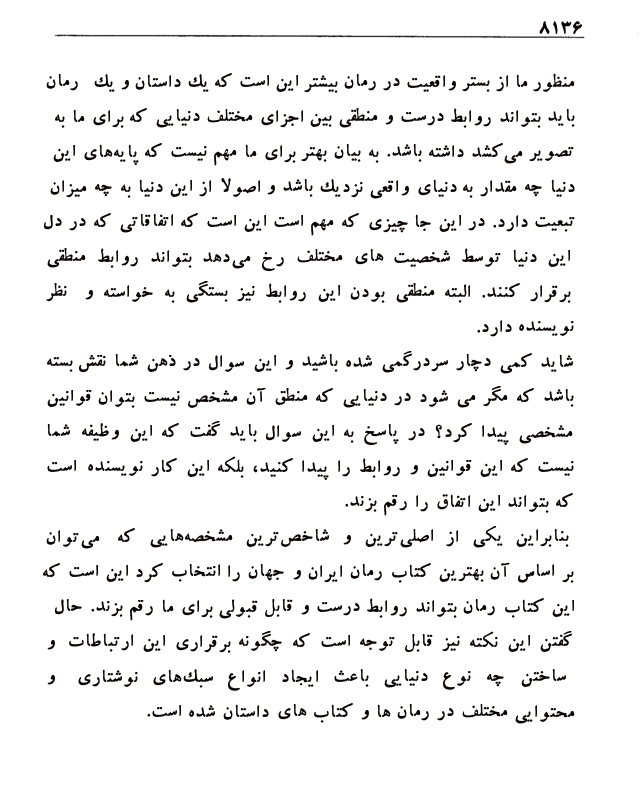 ۸۱۳۶
منظور ما از بستر واقعیت در رمان بیشتر این است که یك داستان و یك رمان
باید بتواند روابط درست و منطقی بین اجزای مختلف دنیایی که برای ما به
تصویر می‌کشد داشته باشد. به بیان بهتر برای ما مهم نیست که پایه‌های این
دنیا چه مقدار به دنیای واقعی نزدیك باشد و اصولا از این دنیا به چه میزان
تبعیت دارد. در این جا چیزی که مهم است این است که اتفاقاتی که در دل
این دنیا توسط شخصیت های مختلف رخ می‌دهد بتواند روابط منطقی
برقرار کنند. البته منطقی بودن این روابط نیز بستگی به خواسته و نظر
نویسنده دارد.
شاید کمی دچار سردرگمی شده باشید و این سوال در ذهن شما نقش بسته
باشد که مگر می شود در دنیایی که منطق آن مشخص نیست بتوان قوانین
مشخصی پیدا کرد؟ در پاسخ به این سوال باید گفت که این وظیفه شما
نیست که این قوانین و روابط را پیدا کنید، بلکه این کار نویسنده است
که بتواند این اتفاق را رقم بزند.
بنابراین یکی از اصلی‌ترین و شاخص‌ترین مشخصه‌هایی که می‌توان
بر اساس آن بهترین کتاب رمان ایران و جهان را انتخاب کرد این است که
این کتاب رمان بتواند روابط درست و قابل قبولی برای ما رقم بزند. حال
گفتن این نکته نیز قابل توجه است که چگونه برقراری این ارتباطات و
ساختن چه نوع دنیایی باعث ایجاد انواع سبك‌های نوشتاری و
محتوایی مختلف در رمان ها و کتاب های داستان شده است.